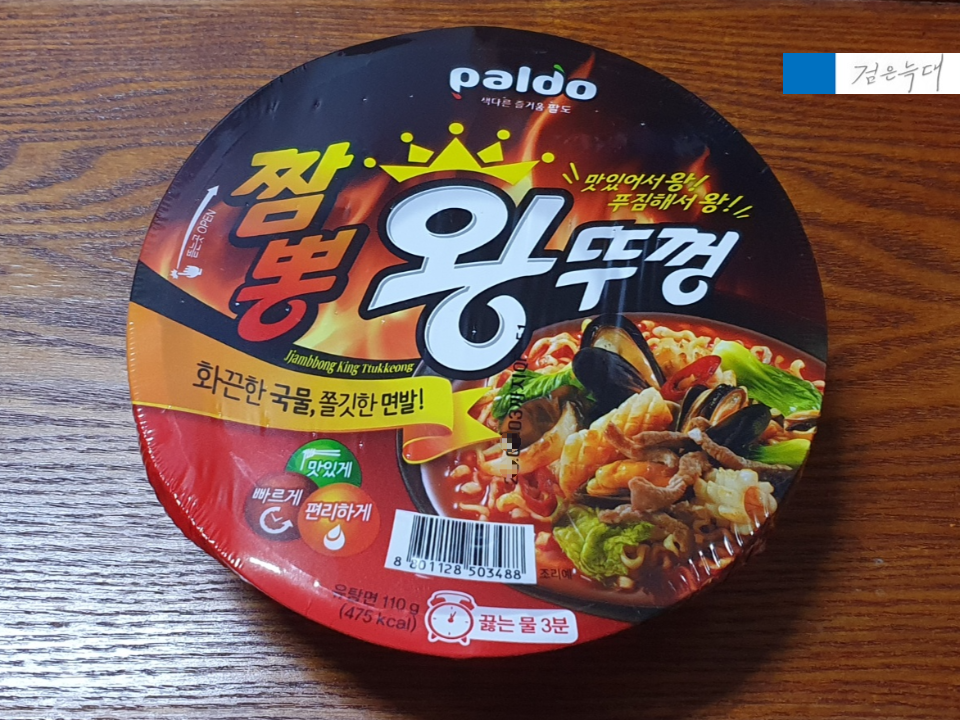 paldo
색다른 즐거움 팔도
검은늑대
맛있어서 왕!
푸짐해서 왕!
짬뽕
왕뚜껑
OPEN
Jjambbong King Ttukkeong
화끈한 국물, 쫄깃한 면발!
맛있게
빠르게
편리하게
8 801128 503488
조리예
유탕면 110 g
(475 kcal)
끓는 물 3분